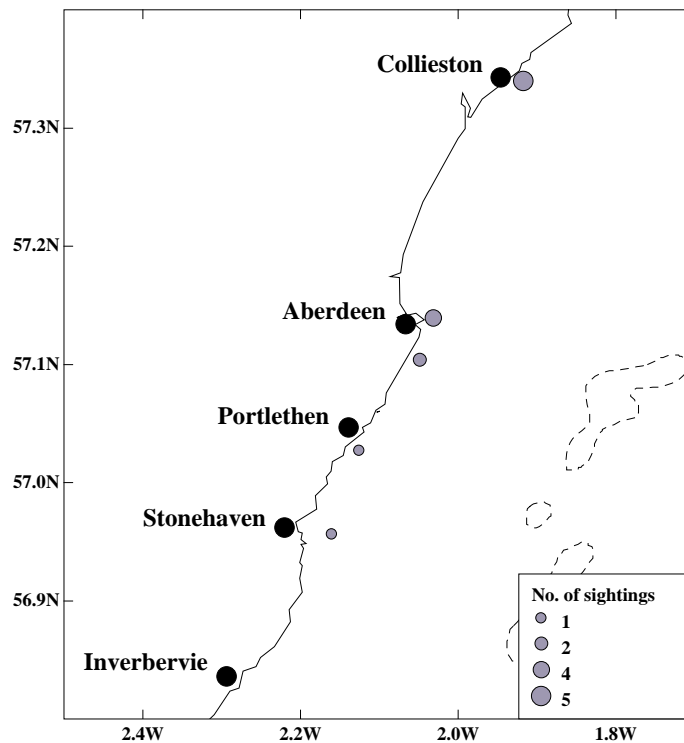 Collieston
57.3N
57.2N
Aberdeen
57.1N
Portlethen
57.0N
Stonehaven
56.9N
No. of sightings
1
2
4
5
Inverbervie
2.4W 2.2W 2.0W 1.8W